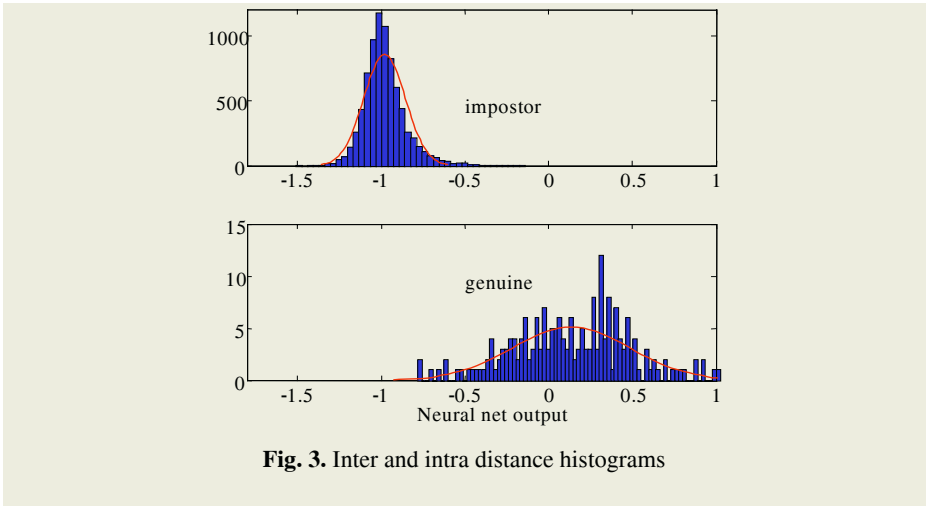 1000
500
0
impostor
-1.5 -1 -0.5 0 0.5 1
15
10
5
0
genuine
-1.5 -1 -0.5 0 0.5 1
Neural net output
Fig. 3. Inter and intra distance histograms